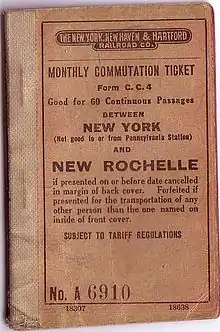 THE NEW YORK, NEW HAVEN & HARTFORD
RAILROAD CO.
MONTHLY COMMUTATION TICKET
Form C. C. 4
Good for 60 Continuous Passages
BETWEEN
NEW YORK
(Not good to or from Pennsylvania Station)
AND
NEW ROCHELLE
if presented on or before date cancelled
in margin of back cover. Forfeited if
presented for the transportation of any
other person than the one named on
inside of front cover.
SUBJECT TO TARIFF REGULATIONS
No. A 6910
18307 18638